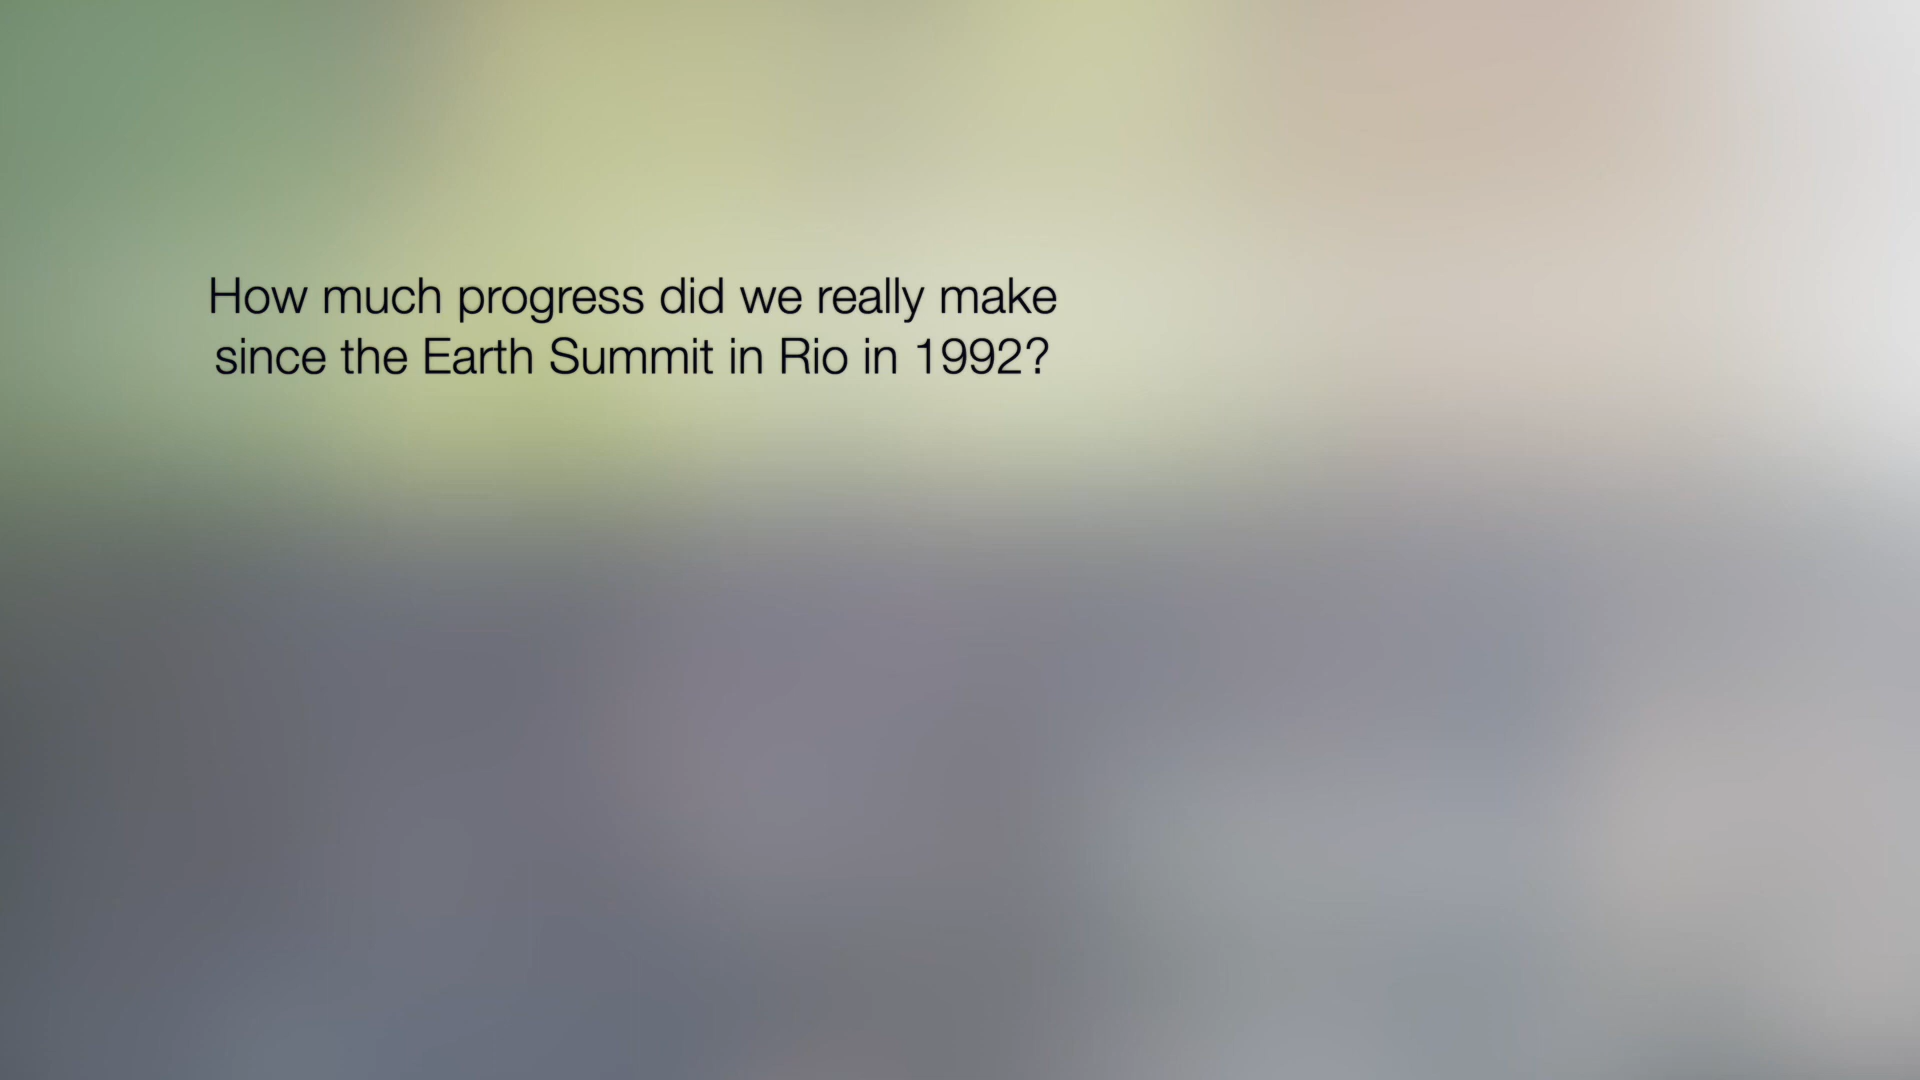 How much progress did we really make
since the Earth Summit in Rio in 1992?